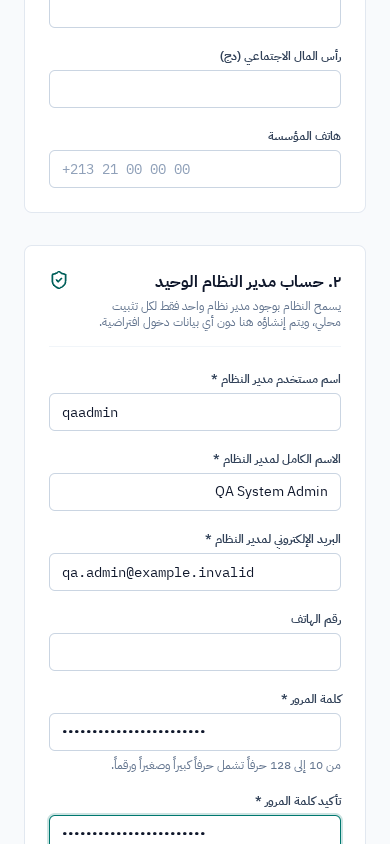 رأس المال الاجتماعي (دج)
هاتف المؤسسة
+213 21 00 00 00
٢. حساب مدير النظام الوحيد
يسمح النظام بوجود مدير نظام واحد فقط لكل تثبيت
محلي، ويتم إنشاؤه هنا دون أي بيانات دخول افتراضية.
اسم مستخدم مدير النظام *
qaadmin
الاسم الكامل لمدير النظام *
QA System Admin
البريد الإلكتروني لمدير النظام *
qa.admin@example.invalid
رقم الهاتف
كلمة المرور *
••••••••••••••••••••••••
من 10 إلى 128 حرفاً تشمل حرفاً كبيراً وصغيراً ورقماً.
تأكيد كلمة المرور *
••••••••••••••••••••••••